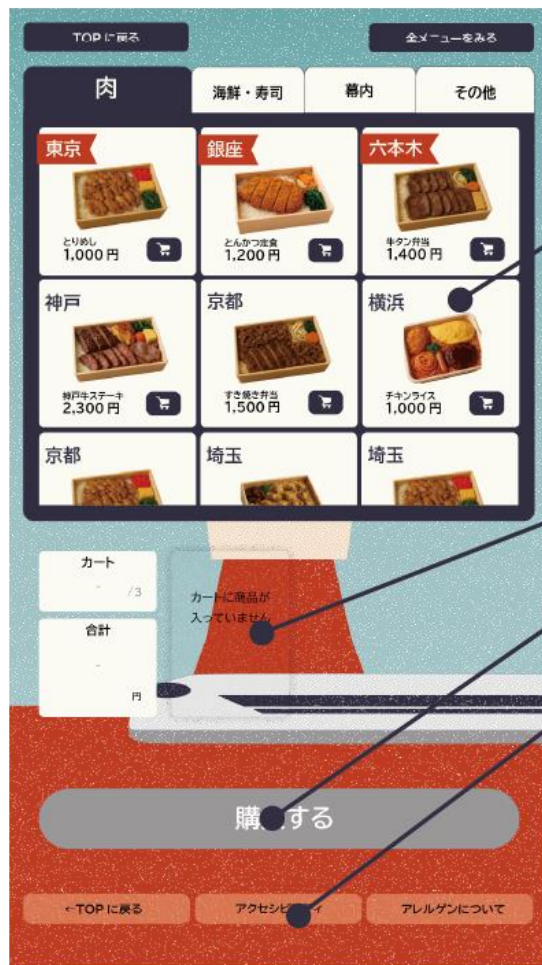 TOPに戻る
全メニューをみる
肉
海鮮・寿司
幕内
その他
東京
とりめし
1,000円
銀座
とんかつ定食
1,200円
六本木
牛タン弁当
1,400円
神戸
神戸牛ステーキ
2,300円
京都
すき焼き弁当
1,500円
横浜
チキンライス
1,000円
京都
埼玉
埼玉
カート
- /3
カートに商品が
入っていません
合計
-
円
する
←TOPに戻る
アレルゲンについて